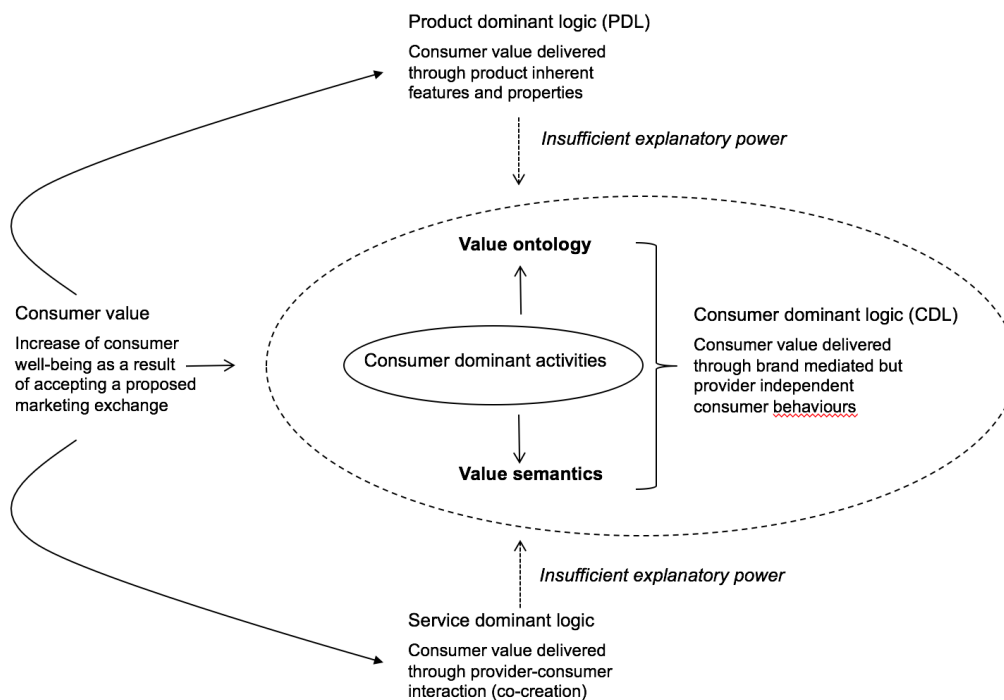 Product dominant logic (PDL)
Consumer value delivered
through product inherent
features and properties
Insufficient explanatory power
Value ontology
Consumer value
Increase of consumer
well-being as a result
of accepting a proposed
marketing exchange
Consumer dominant activities
Consumer dominant logic (CDL)
Consumer value delivered
through brand mediated but
provider independent
consumer behaviours
Value semantics
Insufficient explanatory power
Service dominant logic
Consumer value delivered
through provider-consumer
interaction (co-creation)